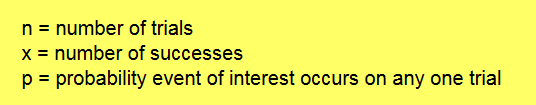 n = number of trials
x = number of successes
p = probability event of interest occurs on any one trial